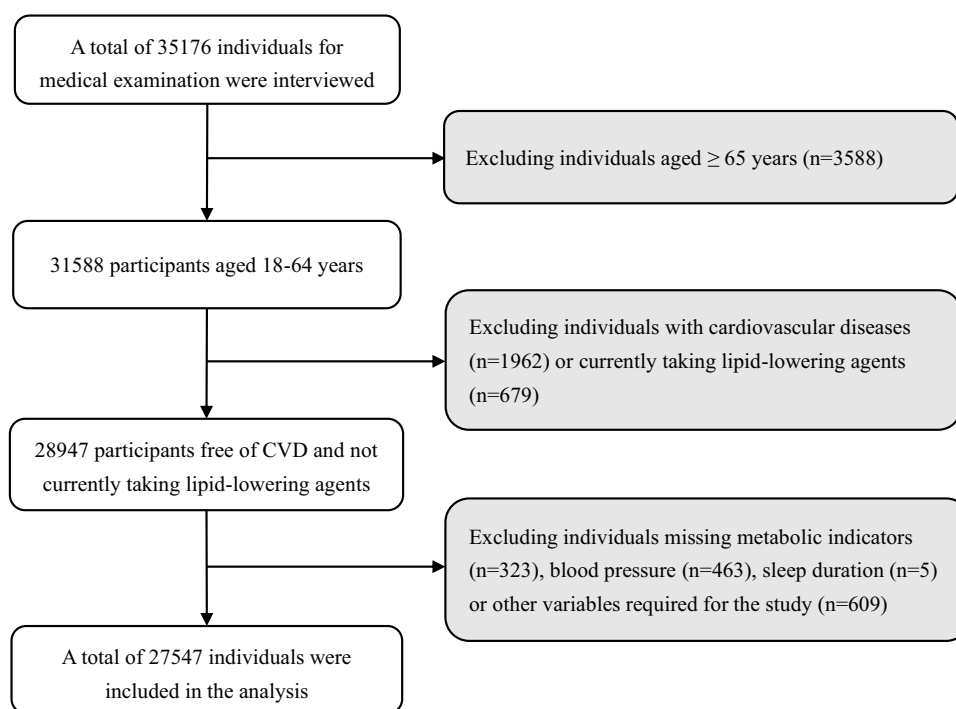 A total of 35176 individuals for
medical examination were interviewed
Excluding individuals aged ≥ 65 years (n=3588)
31588 participants aged 18-64 years
Excluding individuals with cardiovascular diseases
(n=1962) or currently taking lipid-lowering agents
(n=679)
28947 participants free of CVD and not
currently taking lipid-lowering agents
Excluding individuals missing metabolic indicators
(n=323), blood pressure (n=463), sleep duration (n=5)
or other variables required for the study (n=609)
A total of 27547 individuals were
included in the analysis